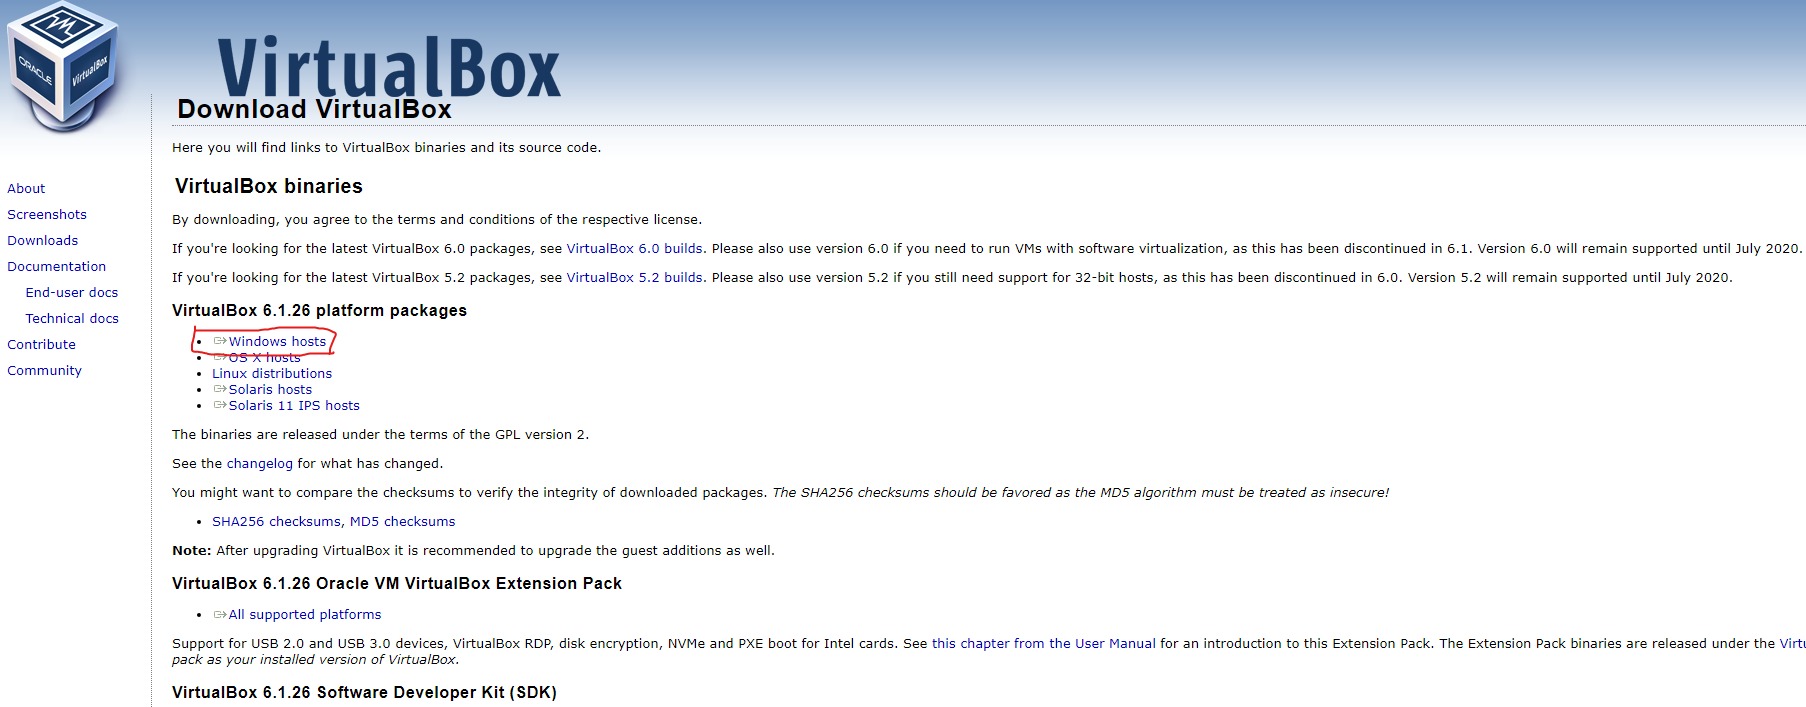 ORACLE
VirtualBox
VirtualBox
Download VirtualBox
Here you will find links to VirtualBox binaries and its source code.
About
Screenshots
Downloads
Documentation
End-user docs
Technical docs
Contribute
Community
VirtualBox binaries
By downloading, you agree to the terms and conditions of the respective license.
If you're looking for the latest VirtualBox 6.0 packages, see VirtualBox 6.0 builds. Please also use version 6.0 if you need to run VMs with software virtualization, as this has been discontinued in 6.1. Version 6.0 will remain supported until July 2020.
If you're looking for the latest VirtualBox 5.2 packages, see VirtualBox 5.2 builds. Please also use version 5.2 if you still need support for 32-bit hosts, as this has been discontinued in 6.0. Version 5.2 will remain supported until July 2020.
VirtualBox 6.1.26 platform packages
• Windows hosts
• OS X hosts
• Linux distributions
• Solaris hosts
• Solaris 11 IPS hosts
The binaries are released under the terms of the GPL version 2.
See the changelog for what has changed.
You might want to compare the checksums to verify the integrity of downloaded packages. The SHA256 checksums should be favored as the MD5 algorithm must be treated as insecure!
• SHA256 checksums, MD5 checksums
Note: After upgrading VirtualBox it is recommended to upgrade the guest additions as well.
VirtualBox 6.1.26 Oracle VM VirtualBox Extension Pack
• All supported platforms
Support for USB 2.0 and USB 3.0 devices, VirtualBox RDP, disk encryption, NVMe and PXE boot for Intel cards. See this chapter from the User Manual for an introduction to this Extension Pack. The Extension Pack binaries are released under the Virtu
pack as your installed version of VirtualBox.
VirtualBox 6.1.26 Software Developer Kit (SDK)